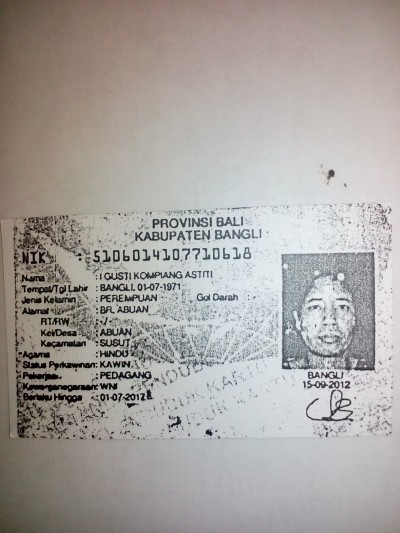 PROVINSI BALI
KABUPATEN BANGLI
NIK : 5106014107710618
Nama : I GUSTI KOMPIANG ASTITI
Tempat/Tgl Lahir : BANGLI, 01-07-1971
Jenis Kelamin : PEREMPUAN Gol Darah : -
Alamat : BR. ABUAN
RT/RW : -/-
Kel/Desa : ABUAN
Kecamatan : SUSUT
Agama : HINDU
Status Perkawinan: KAWIN
Pekerjaan : PEDAGANG
Kewarganegaraan: WNI
Berlaku Hingga : 01-07-2017
BANGLI
15-09-2012